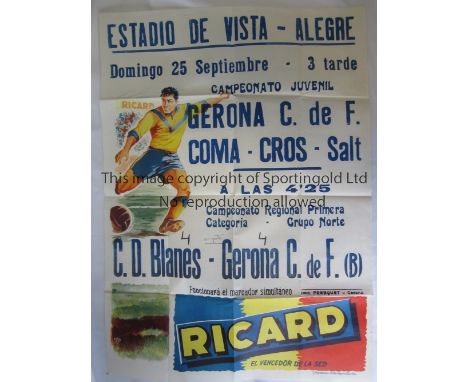 ESTADIO DE VISTA - ALEGRE
Domingo 25 Septiembre - 3 tarde
CAMPEONATO JUVENIL
RICARD
GERONA C. de F.
COMA - CROS - Salt
This image copyright of Sportingold Ltd
A LAS 4'25
No reproduction allowed
Campeonato Regional Primera
Categoría - Grupo Norte
4 4
C. D. Blanes - Gerona C. de F. (B)
Funcionará el marcador simultáneo
RICARD
EL VENCEDOR DE LA SED